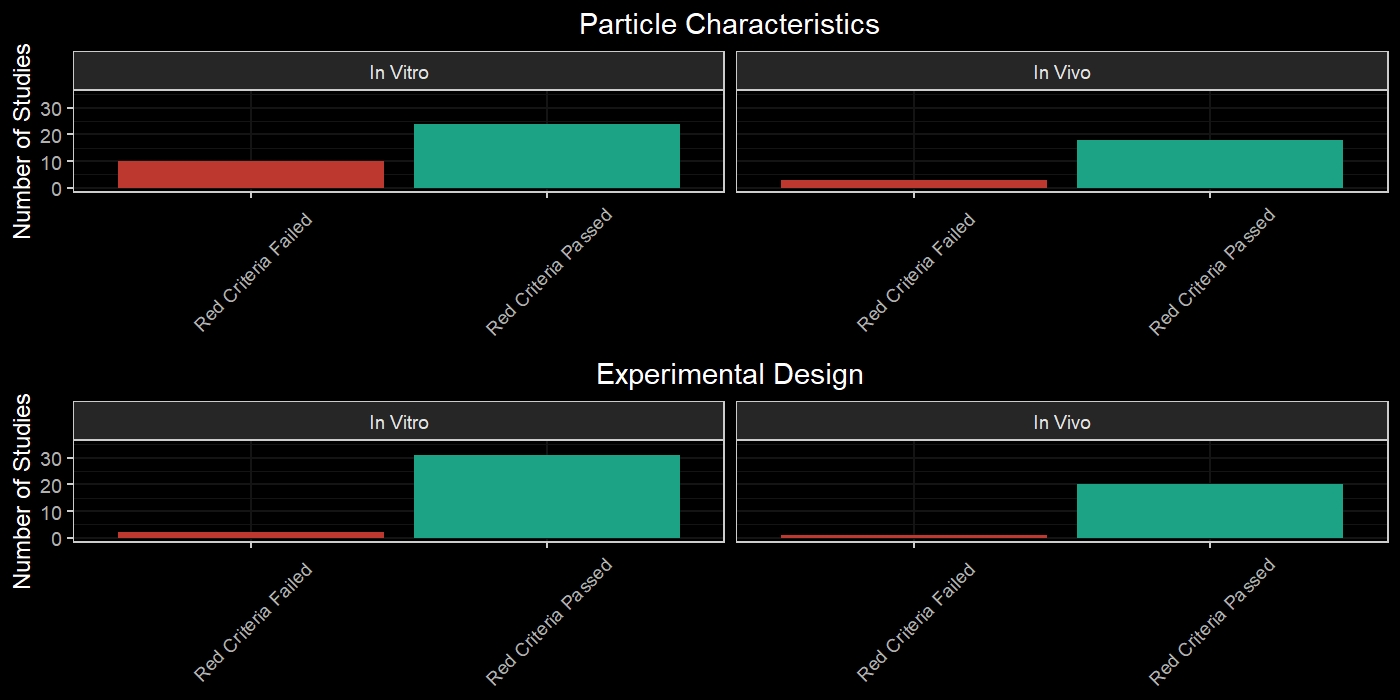 Particle Characteristics
In Vitro
In Vivo
Number of Studies
30
20
10
0
Red Criteria Failed
Red Criteria Passed
Red Criteria Failed
Red Criteria Passed
Experimental Design
In Vitro
In Vivo
Number of Studies
30
20
10
0
Red Criteria Failed
Red Criteria Passed
Red Criteria Failed
Red Criteria Passed